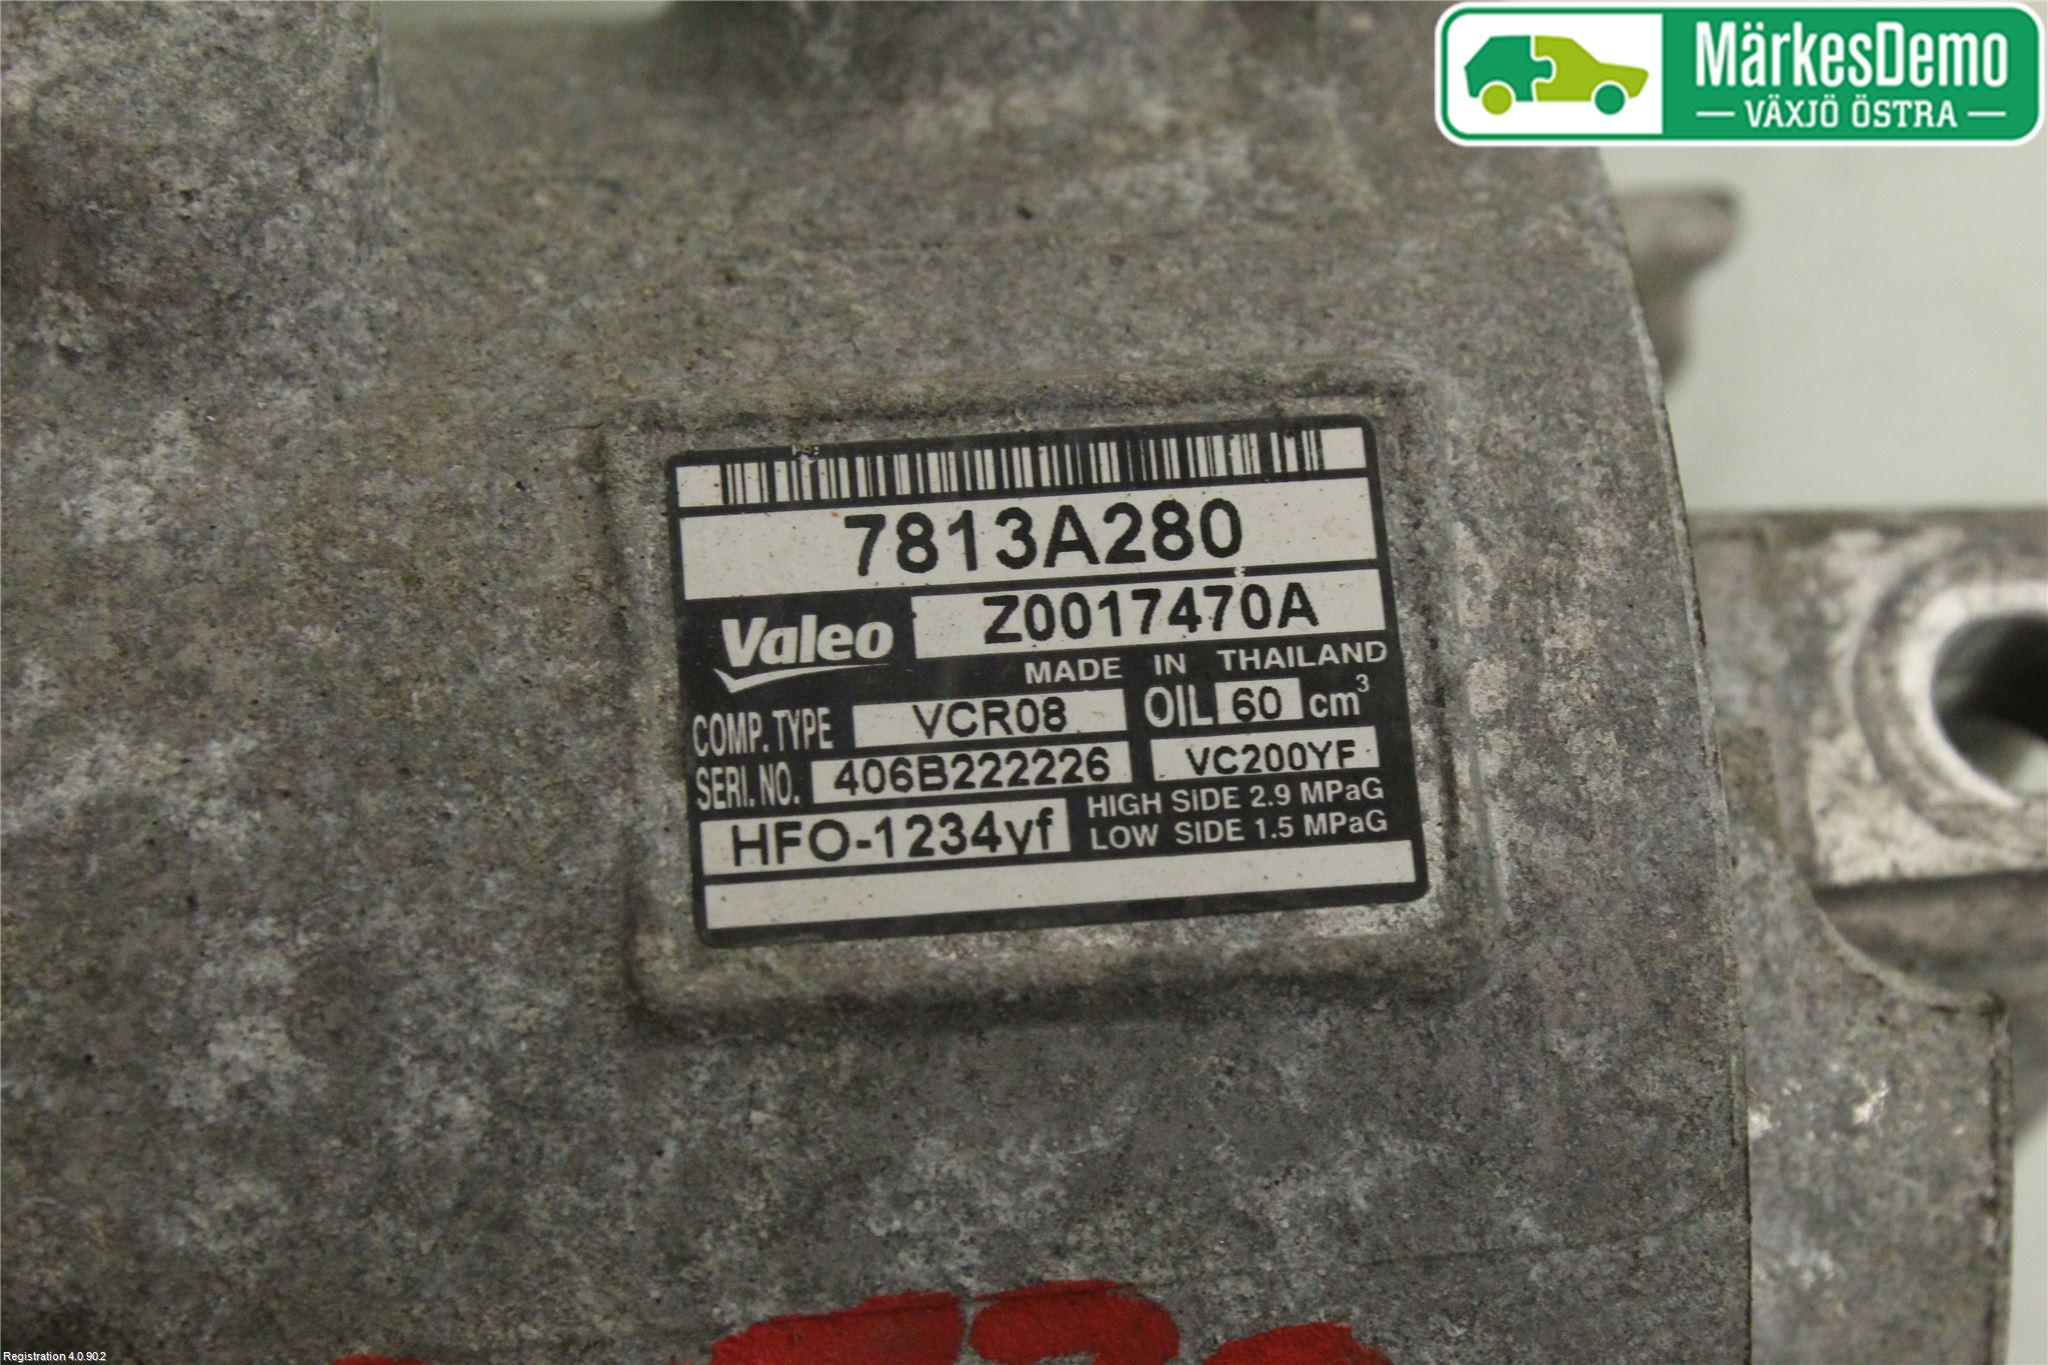 MärkesDemo
VÄXJÖ ÖSTRA
7813A280
Valeo Z0017470A
MADE IN THAILAND
COMP. TYPE VCR08 OIL 60 cm³
SERI. NO. 406B222226 VC200YF
HFO-1234yf HIGH SIDE 2.9 MPaG
LOW SIDE 1.5 MPaG
Registration 4.0.90.2